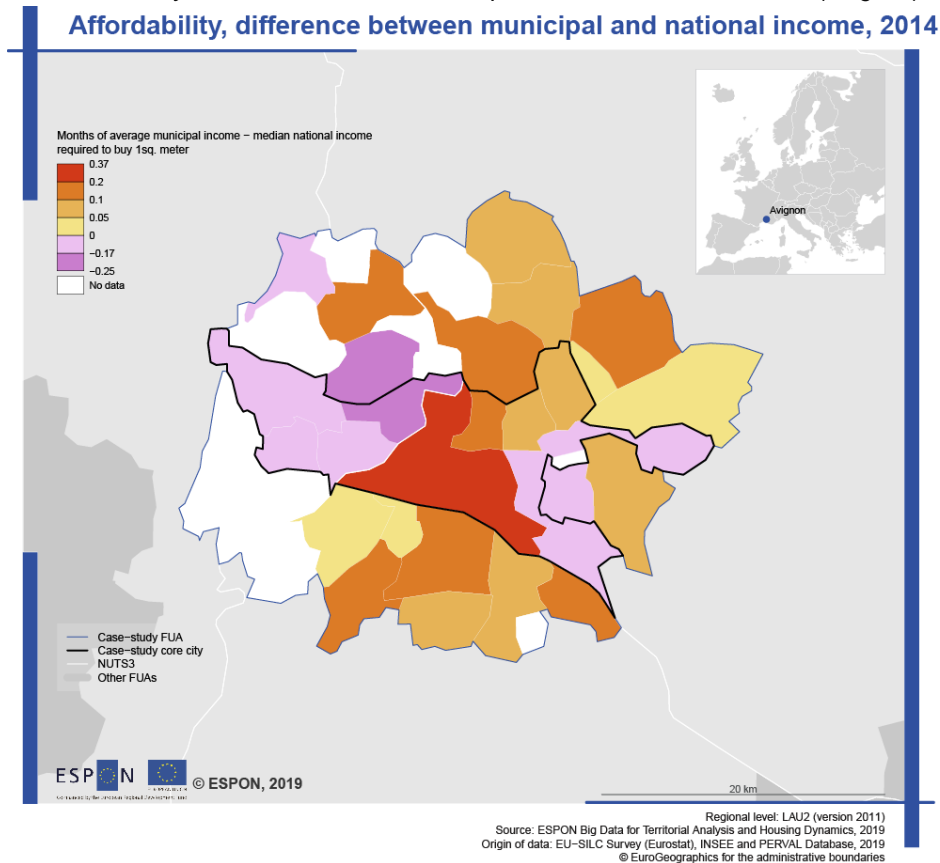 Affordability, difference between municipal and national income, 2014
Months of average municipal income − median national income
required to buy 1sq. meter
0.37
0.2
0.1
0.05
0
−0.17
−0.25
No data
Avignon
Case−study FUA
Case−study core city
NUTS3
Other FUAs
ESPON
© ESPON, 2019
20 km
Regional level: LAU2 (version 2011)
Source: ESPON Big Data for Territorial Analysis and Housing Dynamics, 2019
Origin of data: EU−SILC Survey (Eurostat), INSEE and PERVAL Database, 2019
© EuroGeographics for the administrative boundaries